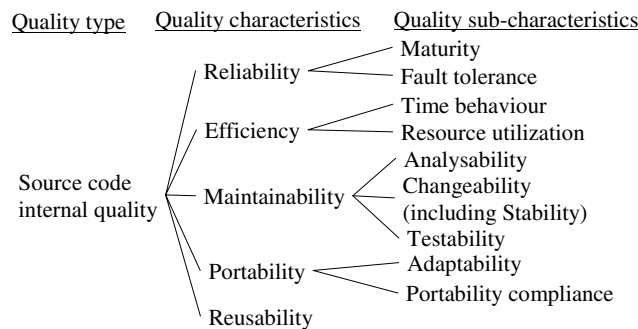 Quality type Quality characteristics Quality sub-characteristics
Maturity
Reliability
Fault tolerance
Time behaviour
Efficiency
Resource utilization
Analysability
Source code
internal quality
Maintainability
Changeability
(including Stability)
Testability
Adaptability
Portability
Portability compliance
Reusability